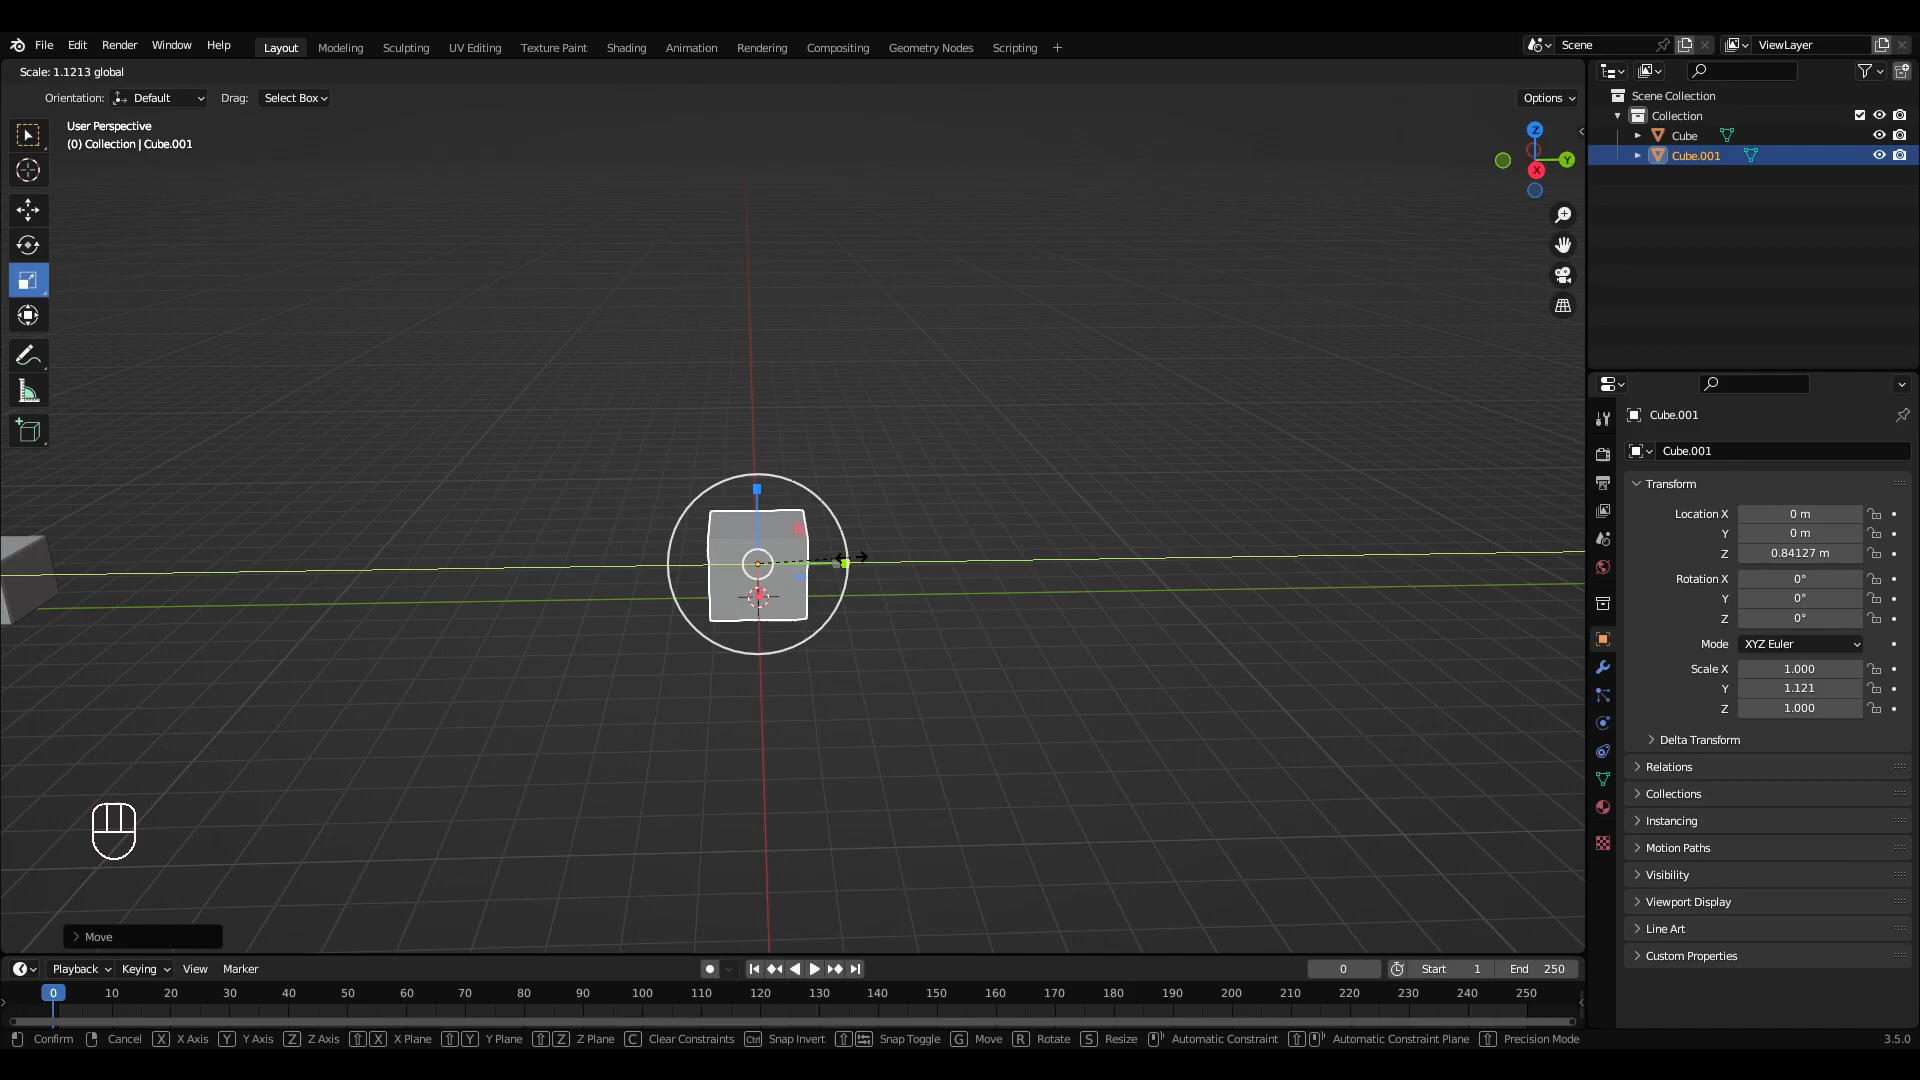 File Edit Render Window Help Layout Modeling Sculpting UV Editing Texture Paint Shading Animation Rendering Compositing Geometry Nodes Scripting + Scene ViewLayer
Scale: 1.1213 global
Orientation: Default Drag: Select Box Options
User Perspective
(0) Collection | Cube.001
Z
Y
X
Scene Collection
Collection
Cube
Cube.001
Cube.001
Cube.001
Transform
Location X 0 m
Y 0 m
Z 0.84127 m
Rotation X 0°
Y 0°
Z 0°
Mode XYZ Euler
Scale X 1.000
Y 1.121
Z 1.000
Delta Transform
Relations
Collections
Instancing
Motion Paths
Visibility
Viewport Display
Line Art
Custom Properties
Move
Playback Keying View Marker 0 Start 1 End 250
0 10 20 30 40 50 60 70 80 90 100 110 120 130 140 150 160 170 180 190 200 210 220 230 240 250
Confirm Cancel X X Axis Y Y Axis Z Z Axis X X Plane Y Y Plane Z Z Plane C Clear Constraints Ctrl Snap Invert Snap Toggle G Move R Rotate S Resize Automatic Constraint Automatic Constraint Plane Precision Mode 3.5.0